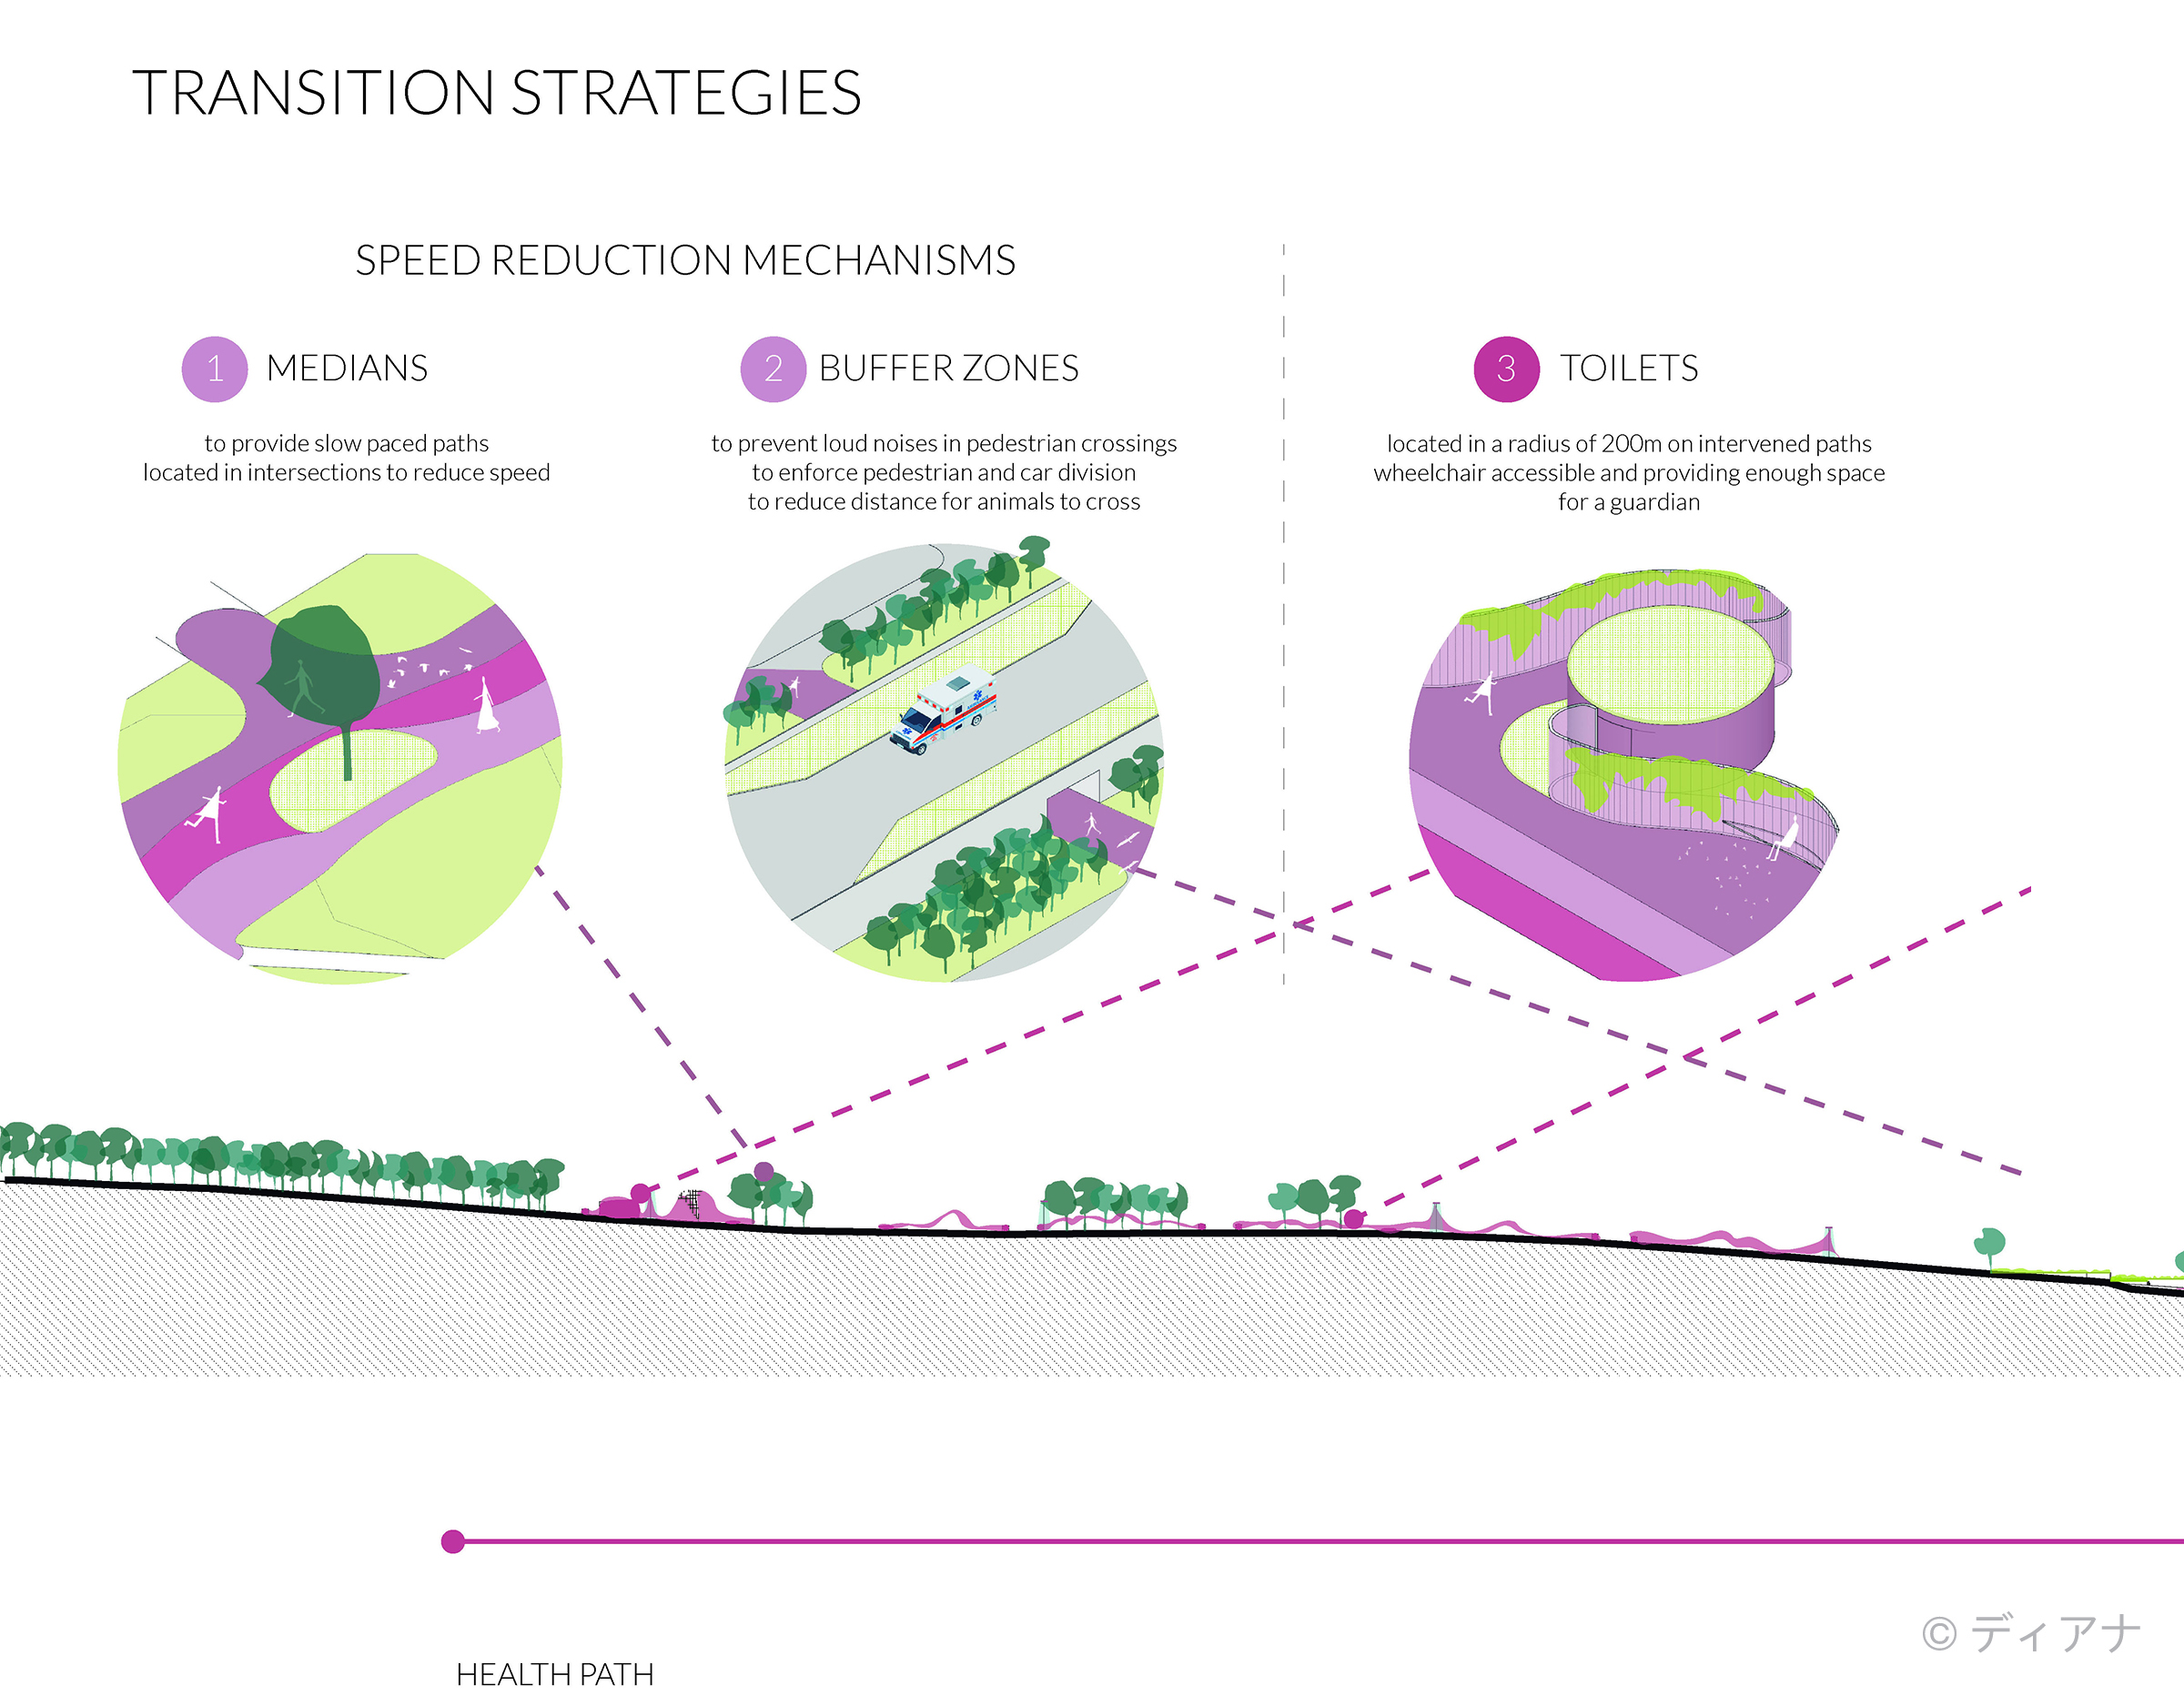 TRANSITION STRATEGIES
SPEED REDUCTION MECHANISMS
1 MEDIANS
to provide slow paced paths
located in intersections to reduce speed
2 BUFFER ZONES
to prevent loud noises in pedestrian crossings
to enforce pedestrian and car division
to reduce distance for animals to cross
3 TOILETS
located in a radius of 200m on intervened paths
wheelchair accessible and providing enough space
for a guardian
HEALTH PATH
© ディアナ